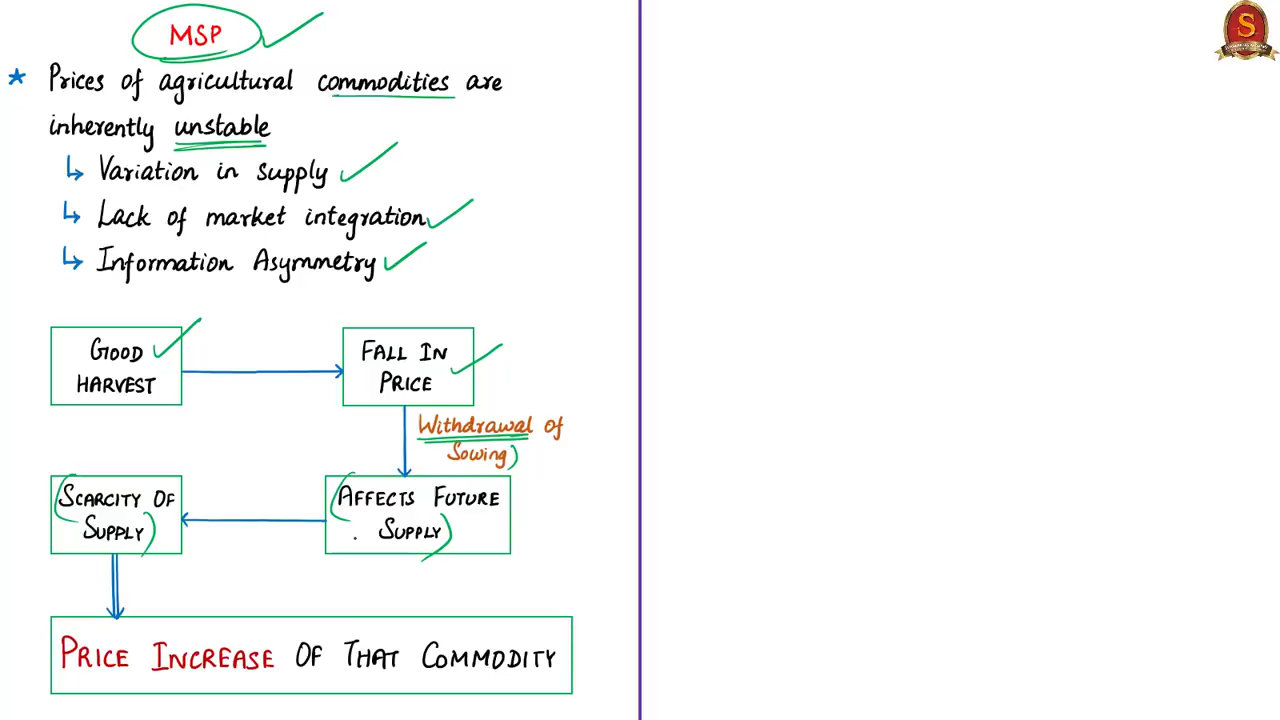 MSP
* Prices of agricultural commodities are
inherently unstable
↳ Variation in supply
↳ Lack of market integration
↳ Information Asymmetry
GOOD
HARVEST
FALL IN
PRICE
Withdrawal of
Sowing
AFFECTS FUTURE
SUPPLY
SCARCITY OF
SUPPLY
PRICE INCREASE OF THAT COMMODITY
S